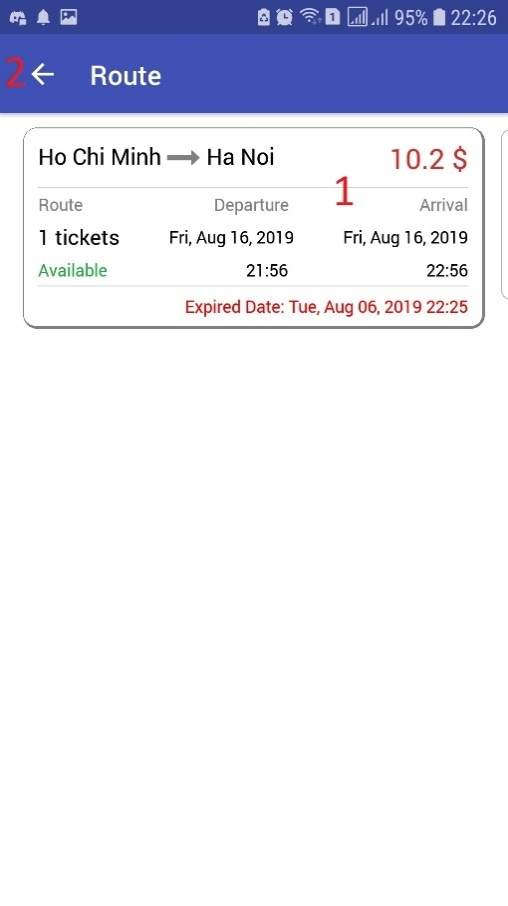 95% 22:26
2 Route
Ho Chi Minh Ha Noi 10.2 $
1
Route Departure Arrival
1 tickets Fri, Aug 16, 2019 Fri, Aug 16, 2019
Available 21:56 22:56
Expired Date: Tue, Aug 06, 2019 22:25